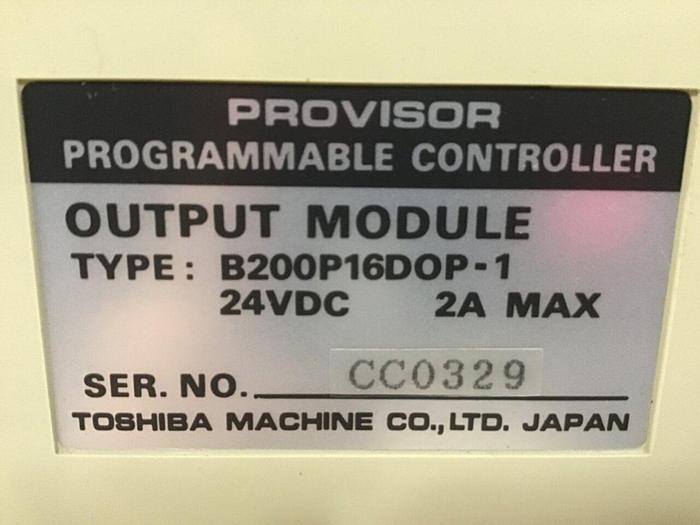 PROVISOR
PROGRAMMABLE CONTROLLER
OUTPUT MODULE
TYPE: B200P16DOP-1
24VDC 2A MAX
SER. NO. CC0329
TOSHIBA MACHINE CO.,LTD. JAPAN